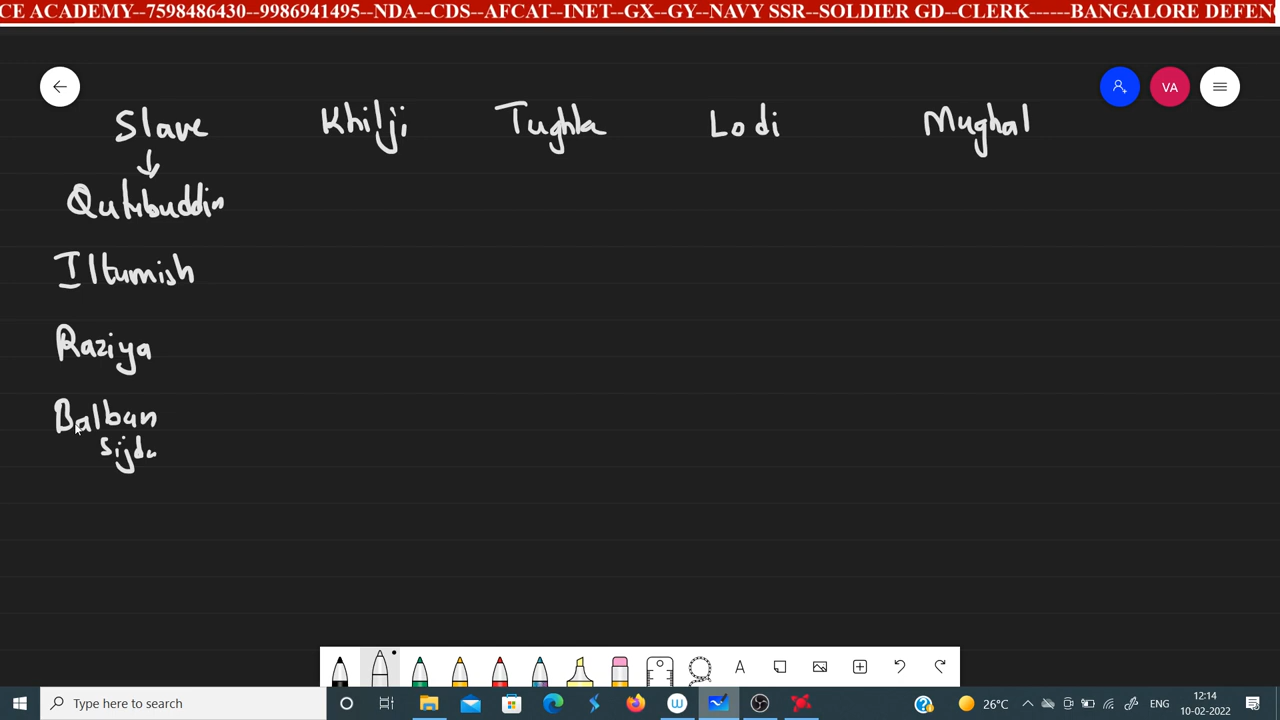 CE ACADEMY--7598486430--9986941495--NDA--CDS--AFCAT--INET--GX--GY--NAVY SSR--SOLDIER GD--CLERK------BANGALORE DEFEN
VA
Slave Khilji Tughla Lodi Mughal
Qutubuddin
Iltumish
Raziya
Balban
Sijda
A
Type here to search
26°C
ENG
12:14
10-02-2022